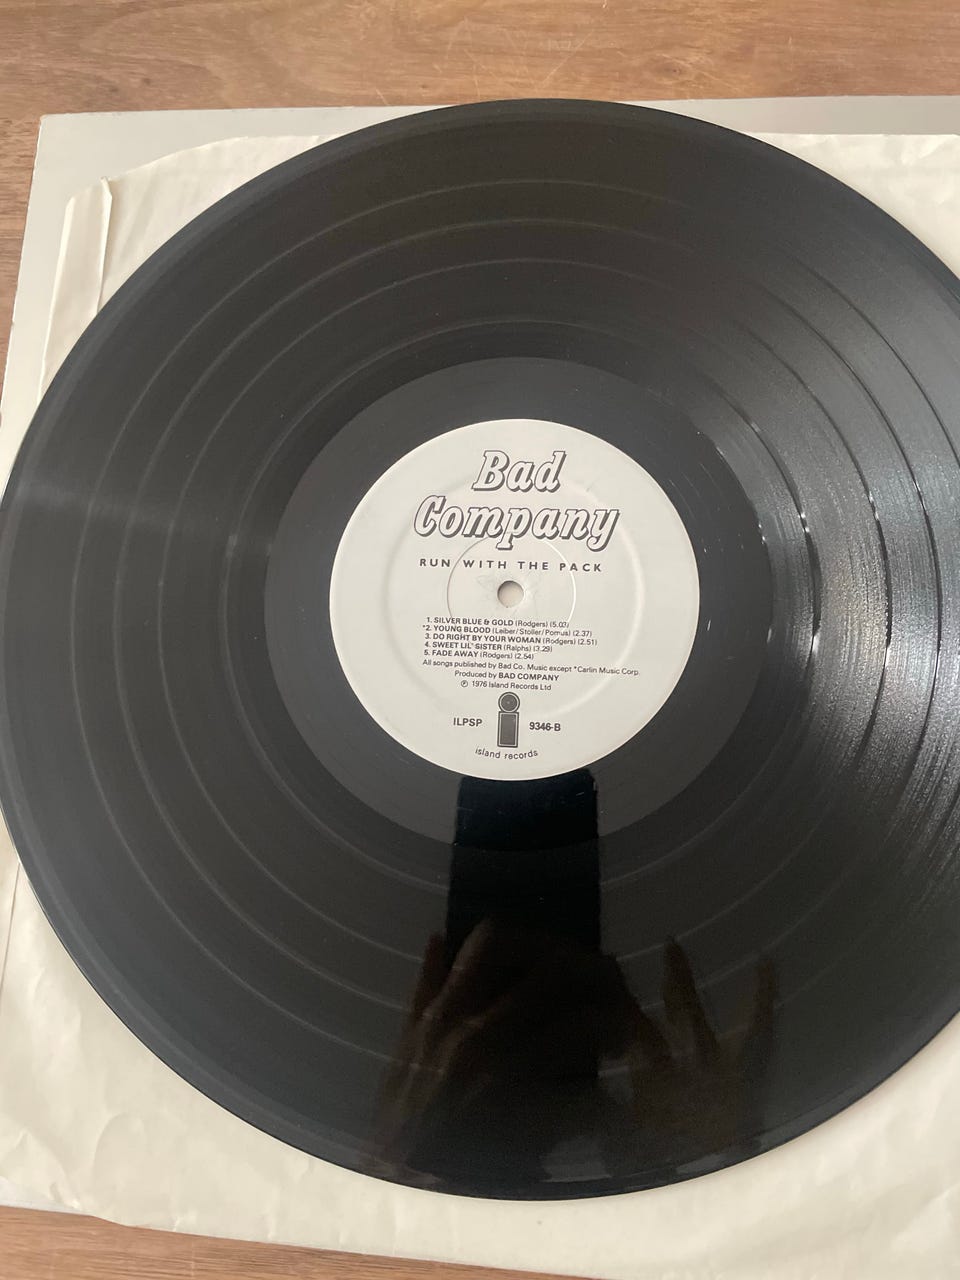 Bad
Company
RUN WITH THE PACK
1. SILVER BLUE & GOLD (Rodgers) (5.03)
*2. YOUNG BLOOD (Leiber/Stoller/Pomus) (2.37)
3. DO RIGHT BY YOUR WOMAN (Rodgers) (2.51)
4. SWEET LIL' SISTER (Ralphs) (3.29)
5. FADE AWAY (Rodgers) (2.54)
All songs published by Bad Co. Music except *Carlin Music Corp.
Produced by BAD COMPANY
℗ 1976 Island Records Ltd
ILPSP 9346-B
island records